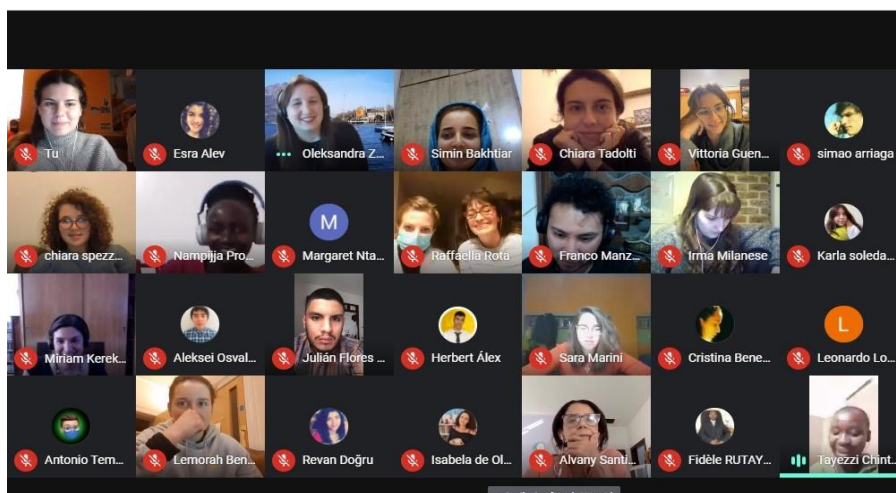 Tu
Esra Alev
Oleksandra Z...
Simin Bakhtiar
Chiara Tadolti
Vittoria Guen...
simao arriaga
chiara spezz...
Nampijja Pro...
M
Margaret Nta...
Raffaella Rota
Franco Manz...
Irma Milanese
Karla soleda...
Miriam Kerek...
Aleksei Osval...
Julián Flores ...
Herbert Álex
Sara Marini
Cristina Bene...
L
Leonardo Lo...
Antonio Tem...
Lemorah Ben...
Revan Doğru
Isabela de Ol...
Alvany Santi...
Fidèle RUTAY...
Tayezzi Chint...